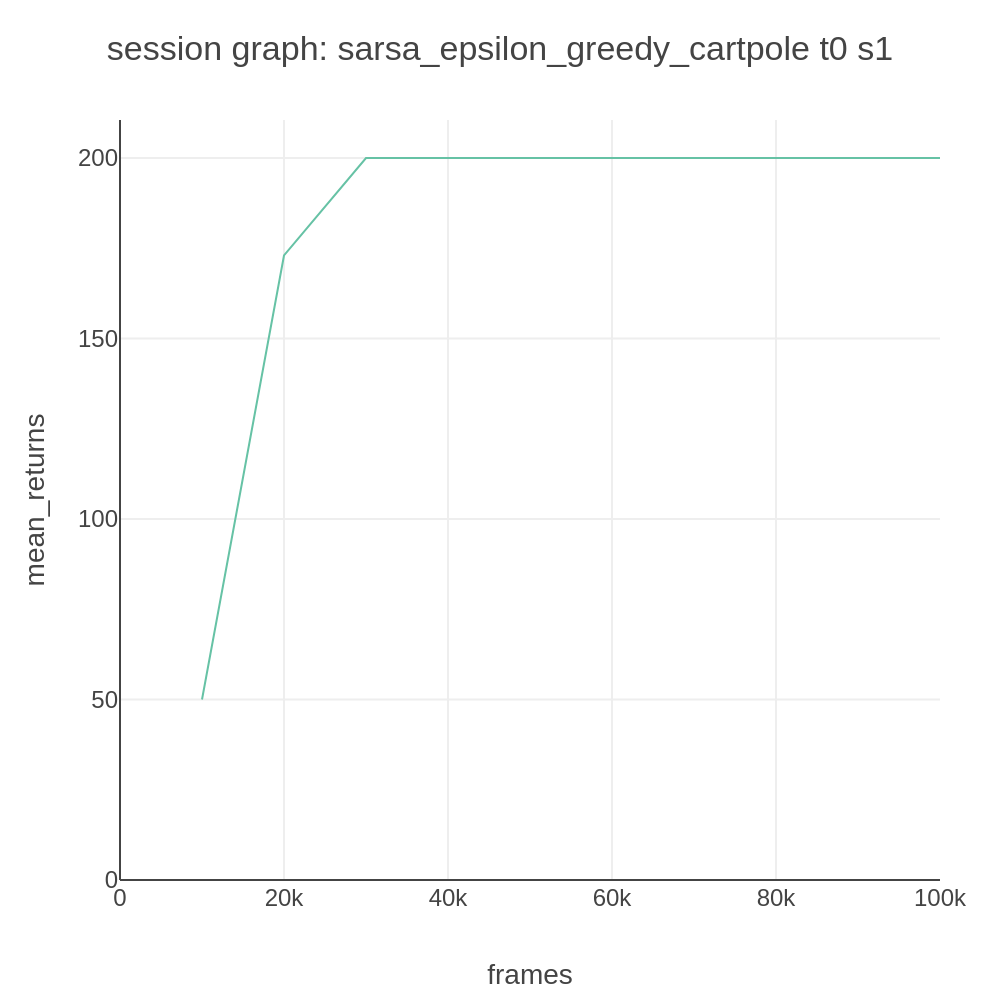 session graph: sarsa_epsilon_greedy_cartpole t0 s1
200
150
100
50
0
mean_returns
0 20k 40k 60k 80k 100k
frames